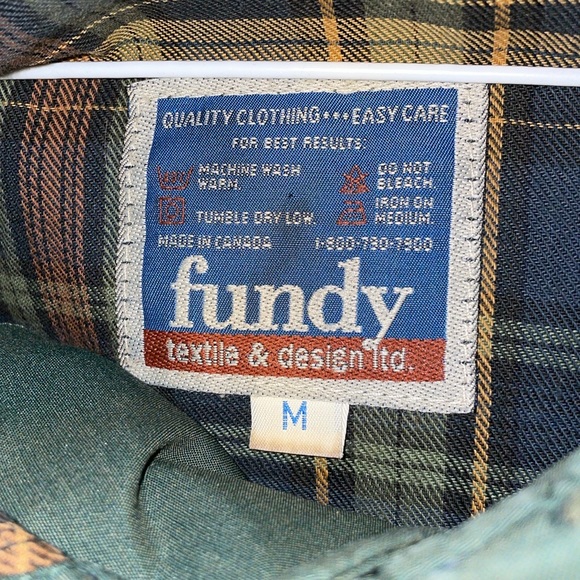 QUALITY CLOTHING•••EASY CARE
FOR BEST RESULTS:
MACHINE WASH WARM.
DO NOT BLEACH.
TUMBLE DRY LOW.
IRON ON MEDIUM.
MADE IN CANADA 1-800-780-7900
fundy
textile & design ltd.
M